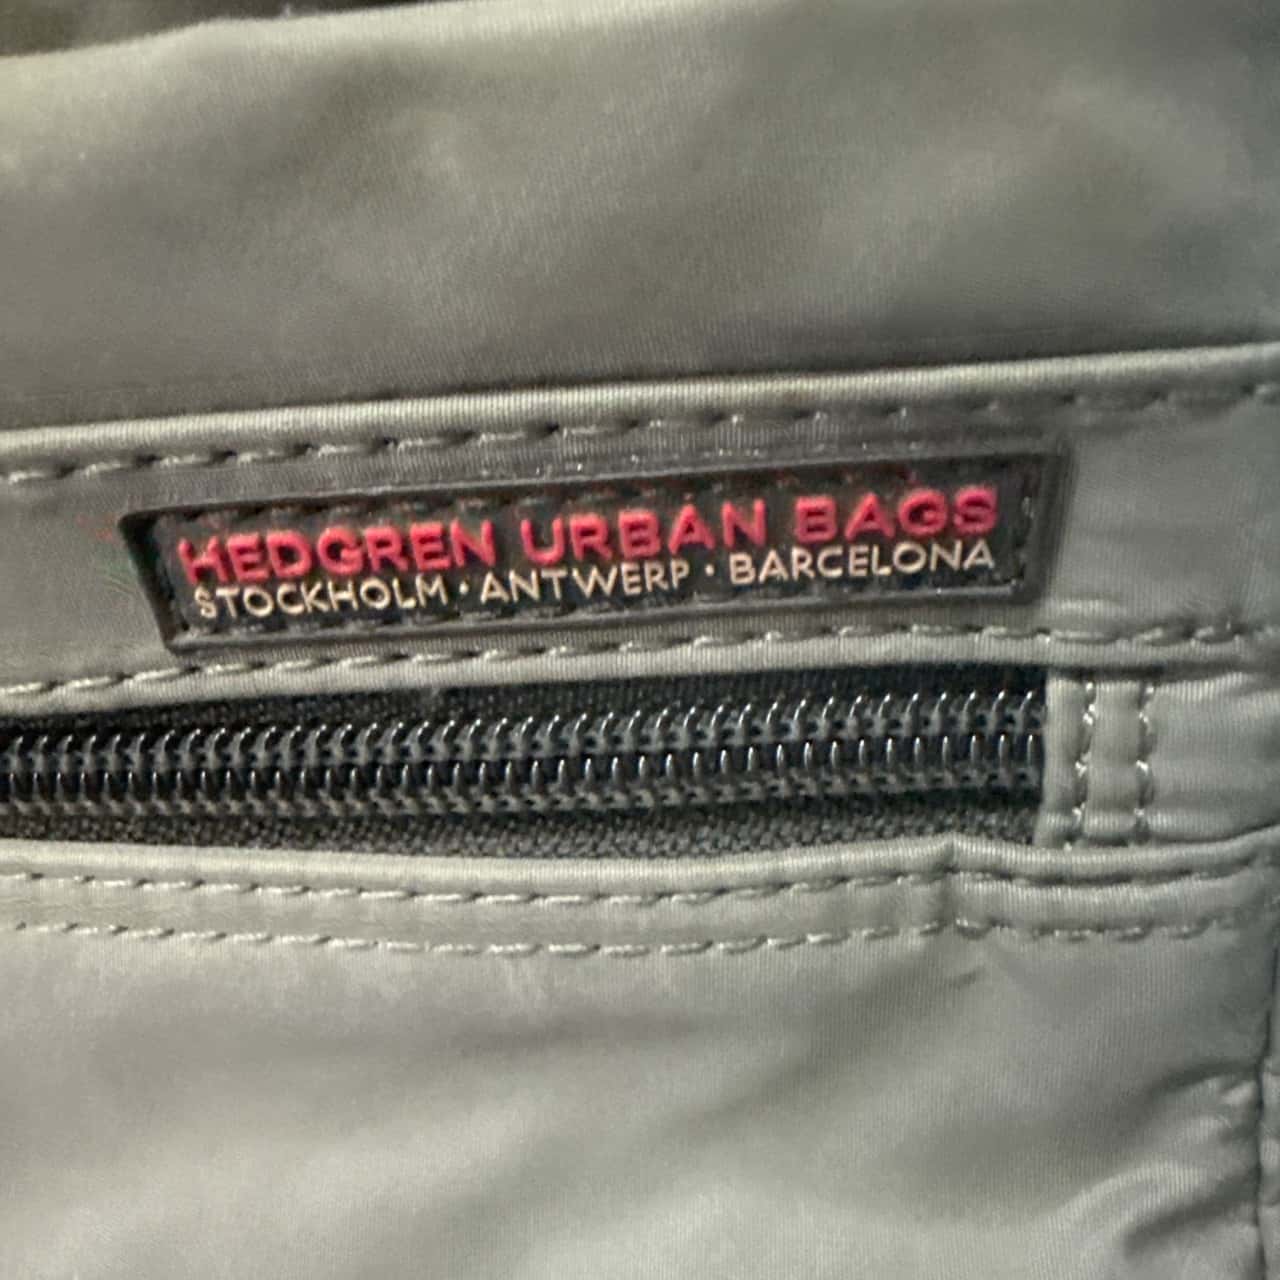 HEDGREN URBAN BAGS
STOCKHOLM · ANTWERP · BARCELONA